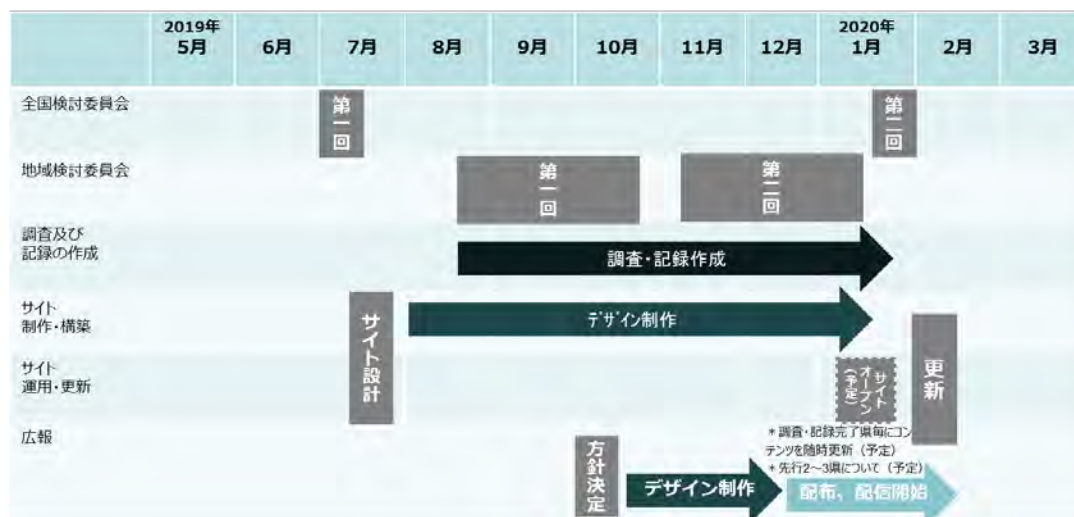 2019年
5月
6月
7月
8月
9月
10月
11月
12月
2020年
1月
2月
3月
全国検討委員会
第一回
第二回
地域検討委員会
第一回
第二回
調査及び
記録の作成
調査・記録作成
サイト
制作・構築
サイト設計
デザイン制作
サイト
運用・更新
サイト
オープン
(予定)
更新
広報
方針決定
デザイン制作
*調査・記録完了県毎にコン
テンツを随時更新(予定)
*先行2~3県について(予定)
配布、配信開始